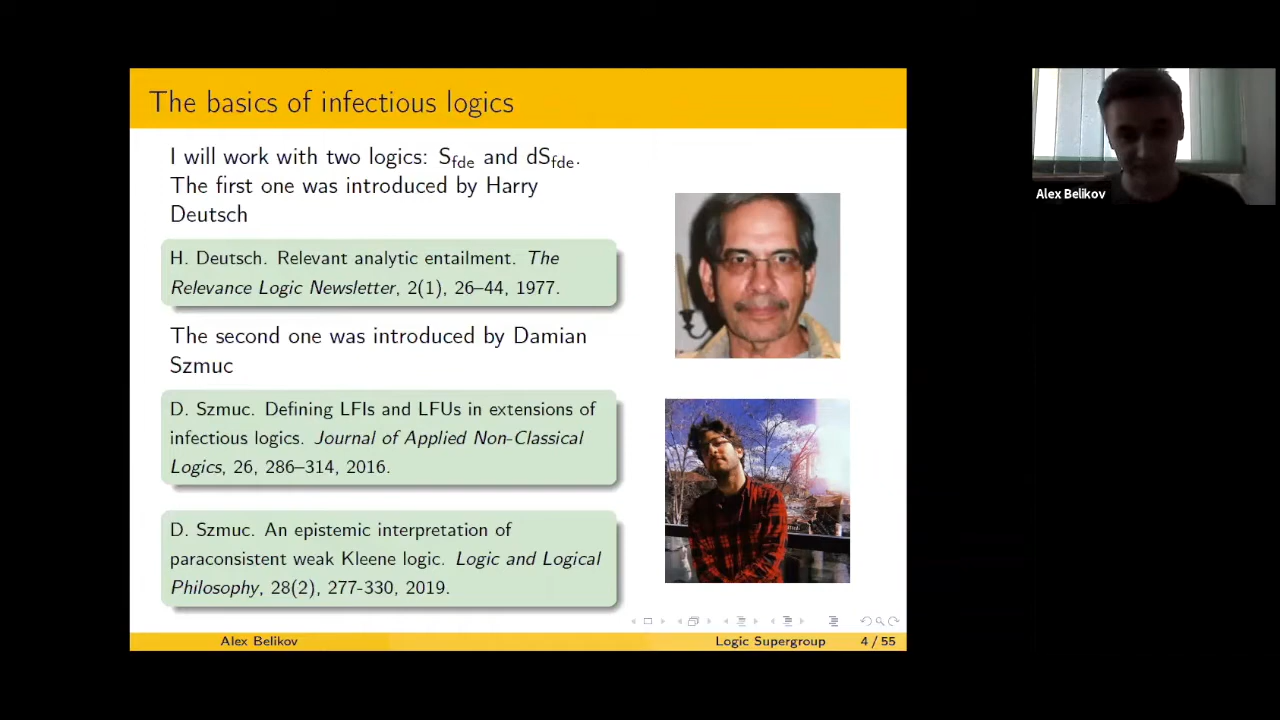 The basics of infectious logics
I will work with two logics: Sfde and dSfde.
The first one was introduced by Harry
Deutsch
H. Deutsch. Relevant analytic entailment. The
Relevance Logic Newsletter, 2(1), 26–44, 1977.
The second one was introduced by Damian
Szmuc
D. Szmuc. Defining LFIs and LFUs in extensions of
infectious logics. Journal of Applied Non-Classical
Logics, 26, 286–314, 2016.
D. Szmuc. An epistemic interpretation of
paraconsistent weak Kleene logic. Logic and Logical
Philosophy, 28(2), 277-330, 2019.
Alex Belikov
Logic Supergroup
4 / 55
Alex Belikov